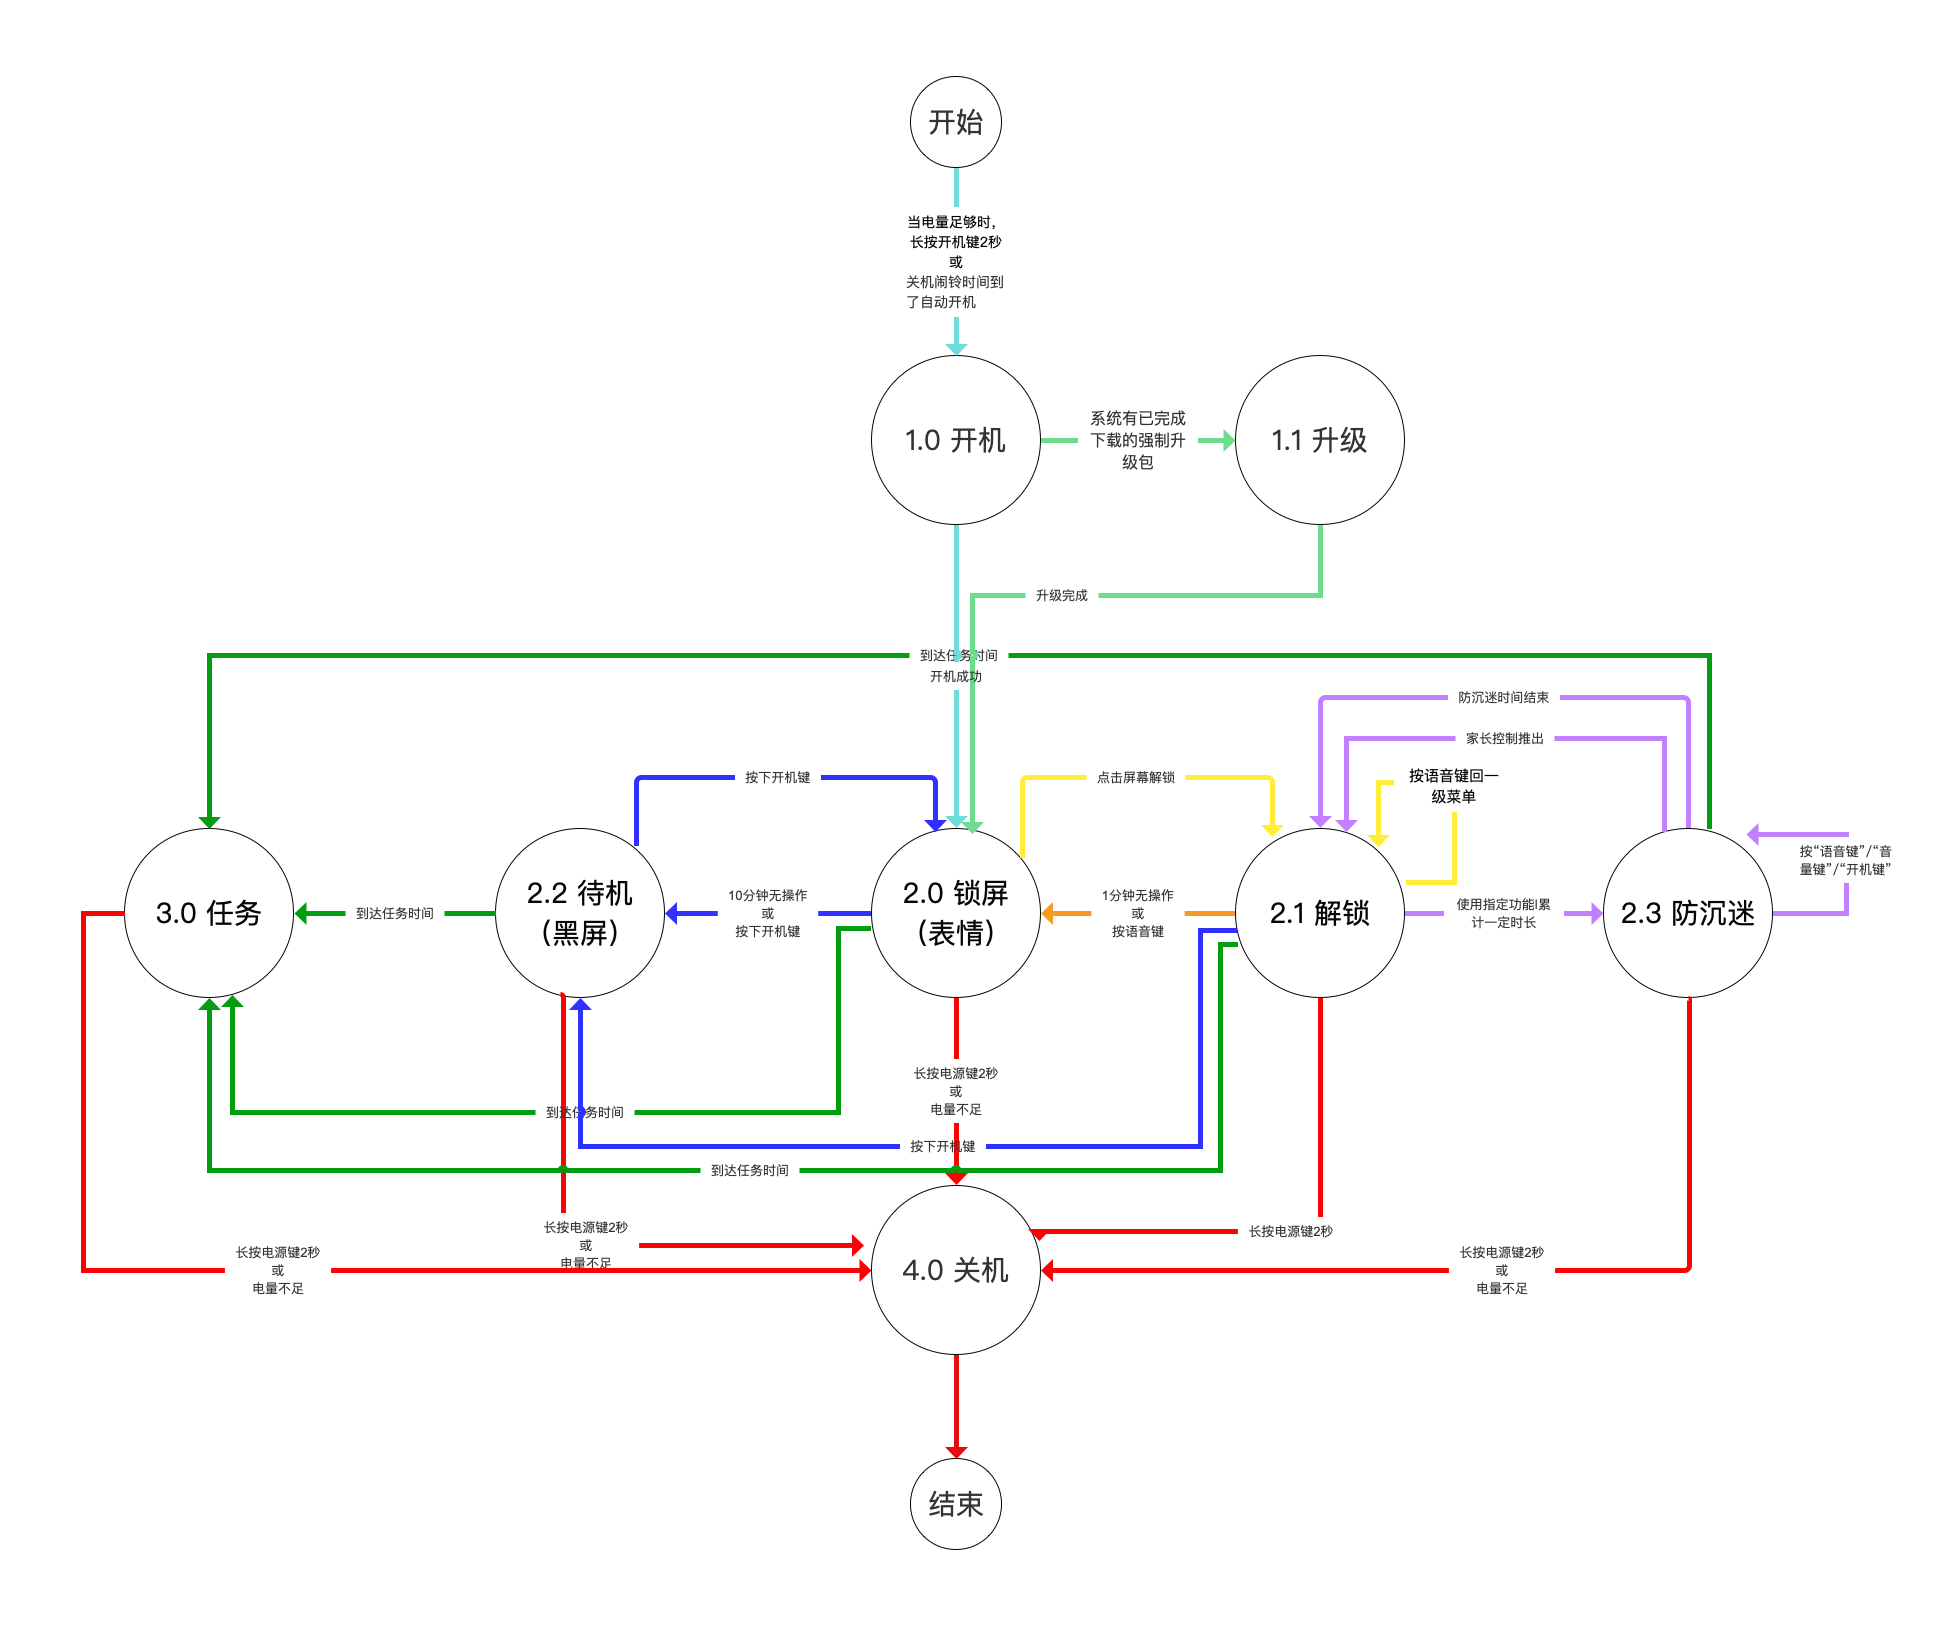 开始
当电量足够时，
长按开机键2秒
或
关机闹铃时间到
了自动开机
1.0 开机
系统有已完成
下载的强制升
级包
1.1 升级
升级完成
到达任务时间
开机成功
防沉迷时间结束
家长控制推出
按下开机键
点击屏幕解锁
按语音键回一
级菜单
按“语音键”/“音
量键”/“开机键”
3.0 任务
到达任务时间
2.2 待机
(黑屏)
10分钟无操作
或
按下开机键
2.0 锁屏
(表情)
1分钟无操作
或
按语音键
2.1 解锁
使用指定功能l累
计一定时长
2.3 防沉迷
长按电源键2秒
或
电量不足
到达任务时间
按下开机键
到达任务时间
长按电源键2秒
或
电量不足
长按电源键2秒
长按电源键2秒
或
电量不足
4.0 关机
长按电源键2秒
或
电量不足
结束